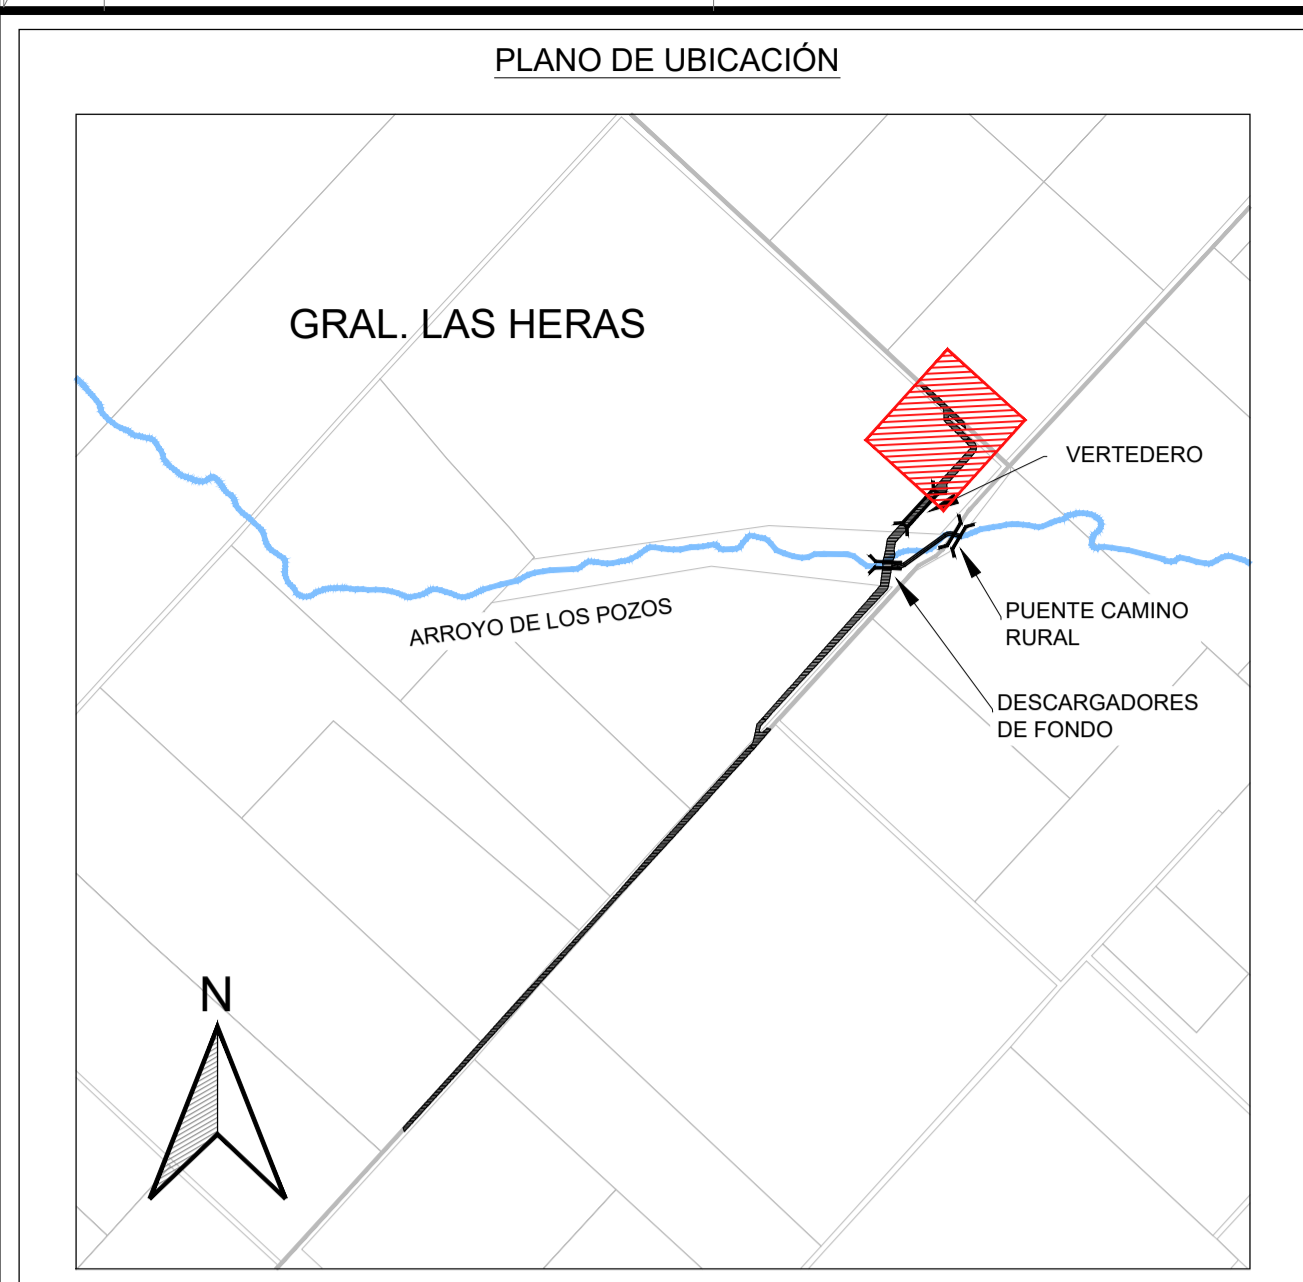 PLANO DE UBICACIÓN
GRAL. LAS HERAS
VERTEDERO
ARROYO DE LOS POZOS
PUENTE CAMINO
RURAL
DESCARGADORES
DE FONDO
N